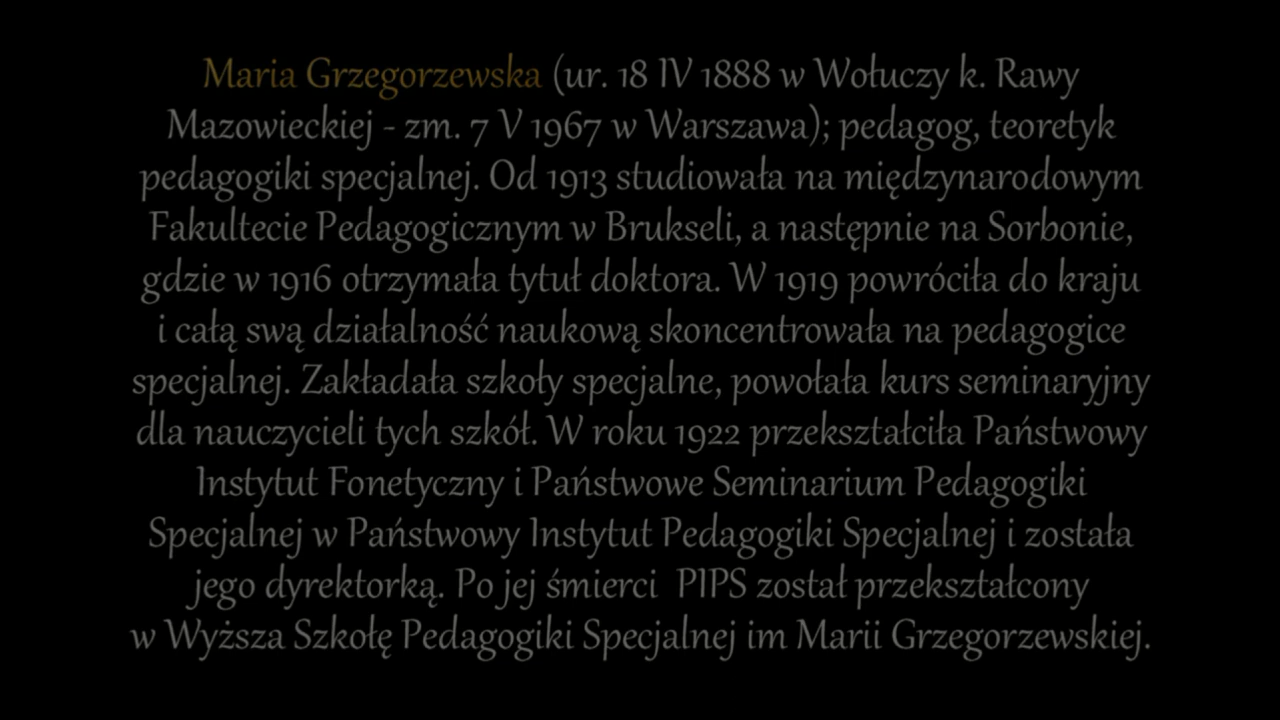 Maria Grzegorzewska (ur. 18 IV 1888 w Wołuczy k. Rawy
Mazowieckiej - zm. 7 V 1967 w Warszawa); pedagog, teoretyk
pedagogiki specjalnej. Od 1913 studiowała na międzynarodowym
Fakultecie Pedagogicznym w Brukseli, a następnie na Sorbonie,
gdzie w 1916 otrzymała tytuł doktora. W 1919 powróciła do kraju
i całą swą działalność naukową skoncentrowała na pedagogice
specjalnej. Zakładała szkoły specjalne, powołała kurs seminaryjny
dla nauczycieli tych szkół. W roku 1922 przekształciła Państwowy
Instytut Fonetyczny i Państwowe Seminarium Pedagogiki
Specjalnej w Państwowy Instytut Pedagogiki Specjalnej i została
jego dyrektorką. Po jej śmierci  PIPS został przekształcony
w Wyższa Szkołę Pedagogiki Specjalnej im Marii Grzegorzewskiej.